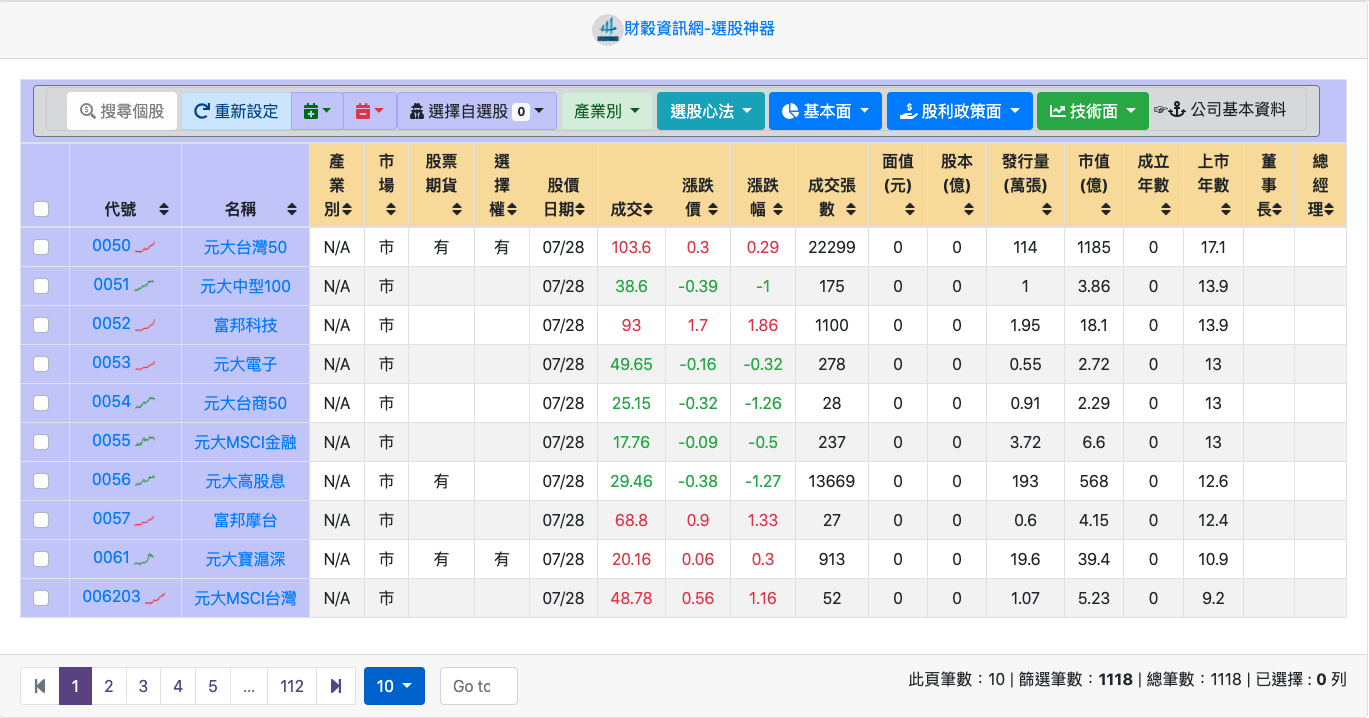 財穀資訊網-選股神器
搜尋個股 重新設定 選擇自選股 0 產業別 選股心法 基本面 股利政策面 技術面 公司基本資料
代號 名稱 產業別 市場 股票期貨 選擇權 股價日期 成交 漲跌價 漲跌幅 成交張數 面值(元) 股本(億) 發行量(萬張) 市值(億) 成立年數 上市年數 董事長 總經理
0050 元大台灣50 N/A 市 有 有 07/28 103.6 0.3 0.29 22299 0 0 114 1185 0 17.1
0051 元大中型100 N/A 市 07/28 38.6 -0.39 -1 175 0 0 1 3.86 0 13.9
0052 富邦科技 N/A 市 07/28 93 1.7 1.86 1100 0 0 1.95 18.1 0 13.9
0053 元大電子 N/A 市 07/28 49.65 -0.16 -0.32 278 0 0 0.55 2.72 0 13
0054 元大台商50 N/A 市 07/28 25.15 -0.32 -1.26 28 0 0 0.91 2.29 0 13
0055 元大MSCI金融 N/A 市 07/28 17.76 -0.09 -0.5 237 0 0 3.72 6.6 0 13
0056 元大高股息 N/A 市 有 07/28 29.46 -0.38 -1.27 13669 0 0 193 568 0 12.6
0057 富邦摩台 N/A 市 07/28 68.8 0.9 1.33 27 0 0 0.6 4.15 0 12.4
0061 元大寶滬深 N/A 市 有 有 07/28 20.16 0.06 0.3 913 0 0 19.6 39.4 0 10.9
006203 元大MSCI台灣 N/A 市 07/28 48.78 0.56 1.16 52 0 0 1.07 5.23 0 9.2
1 2 3 4 5 ... 112 10 Go to 此頁筆數：10 | 篩選筆數：1118 | 總筆數：1118 | 已選擇 : 0 列